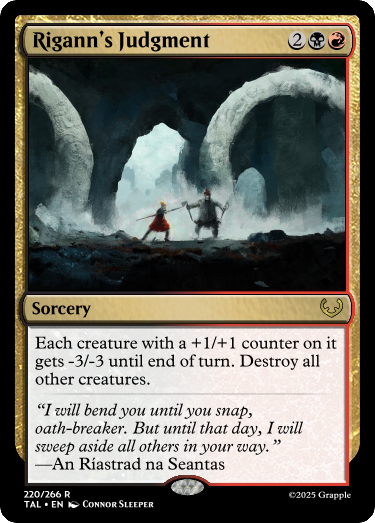 Rigann's Judgment 2
Sorcery
Each creature with a +1/+1 counter on it
gets -3/-3 until end of turn. Destroy all
other creatures.
“I will bend you until you snap,
oath-breaker. But until that day, I will
sweep aside all others in your way.”
—An Ríastrad na Seantas
220/266 R
TAL • EN Connor Sleeper
©2025 Grapple